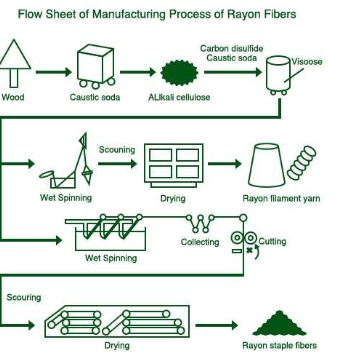 Flow Sheet of Manufacturing Process of Rayon Fibers
Carbon disulfide
Caustic soda
Visoose
Wood
Caustic soda
ALIkali cellulose
Scouning
Wet Spinning
Drying
Rayon filament yarn
Collecting
Cutting
Wet Spinning
Scouring
Drying
Rayon staple fibers